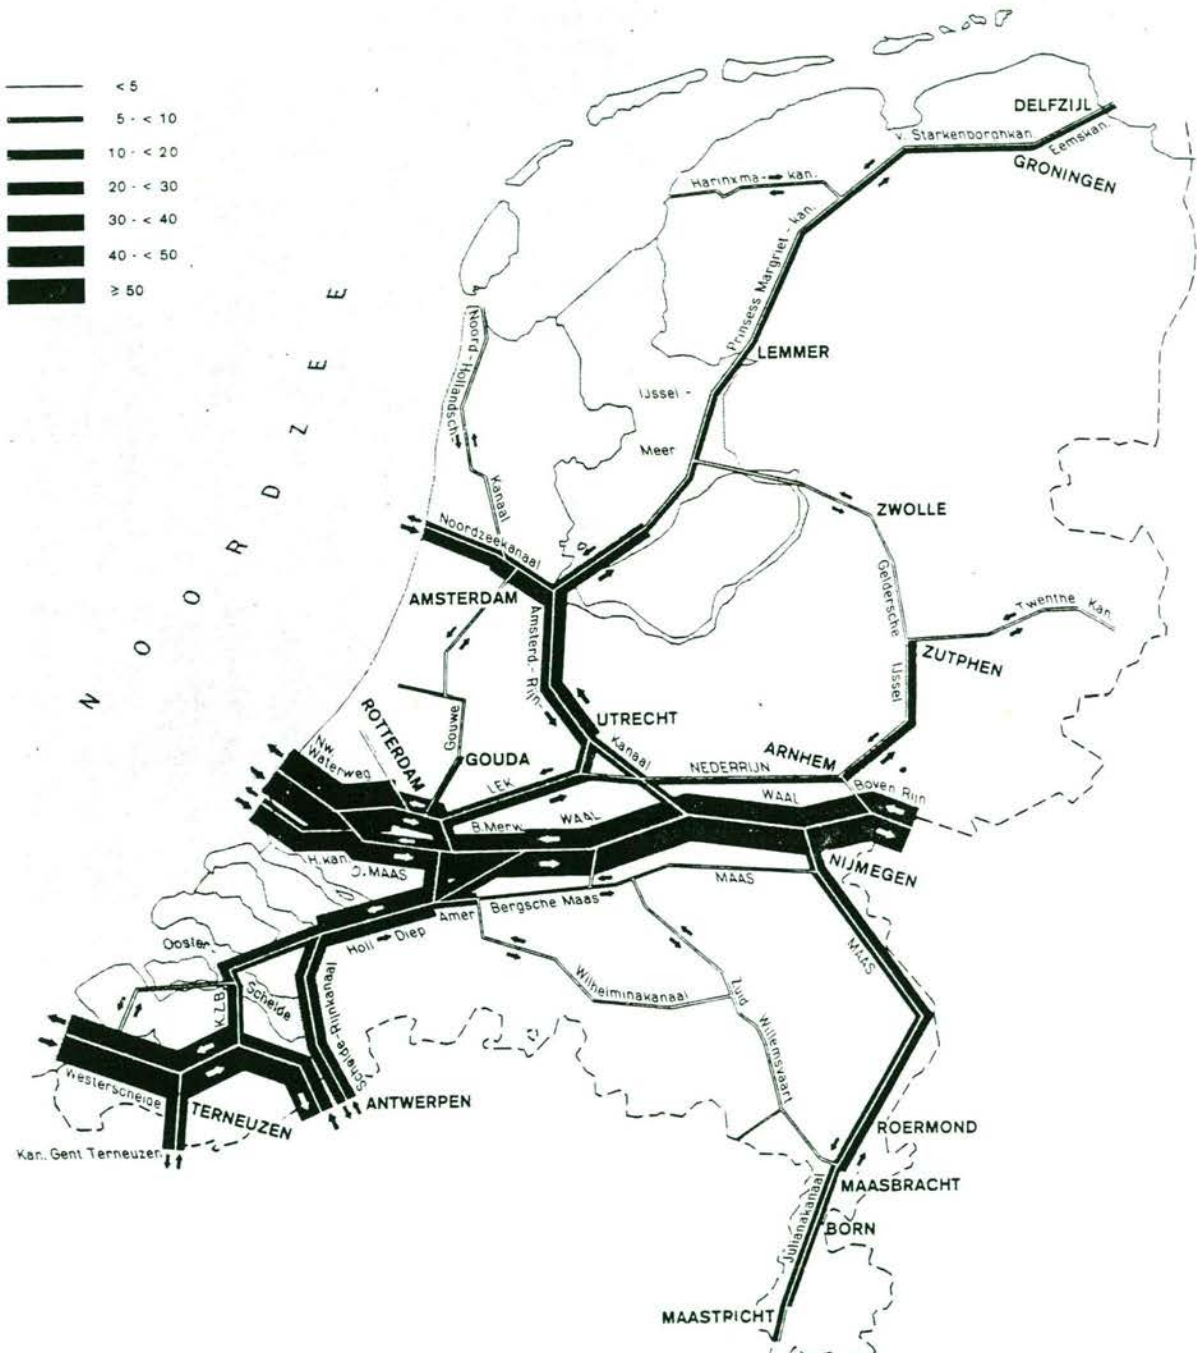 < 5
5 - < 10
10 - < 20
20 - < 30
30 - < 40
40 - < 50
≥ 50
NOORDZEE
DELFZIJL
v. Starkenborghkan.
Eemskan.
GRONINGEN
Harinxma- kan.
Prinsess Margriet - kan.
LEMMER
Noord - Hollandsch.
Kanaal
IJssel -
Meer
ZWOLLE
Noordzeekanaal
AMSTERDAM
Amsterd.- Rijn-
Kanaal
Geldersche
IJssel
Twenthe Kan.
ZUTPHEN
UTRECHT
ROTTERDAM
Gouwe
GOUDA
ARNHEM
Nw.
Waterweg
LEK
NEDERRIJN
Boven Rijn
WAAL
B.Merw.
WAAL
H.kan.
O.MAAS
NIJMEGEN
MAAS
Amer
Bergsche Maas
Holl Diep
MAAS
Ooster
Schelde
K.Z.B.
Schelde-Rijnkanaal
Wilhelminakanaal
Zuid
Willemsvaart
Westerschelde
TERNEUZEN
ANTWERPEN
Kan. Gent Terneuzen
ROERMOND
MAASBRACHT
Julianakanaal
BORN
MAASTRICHT